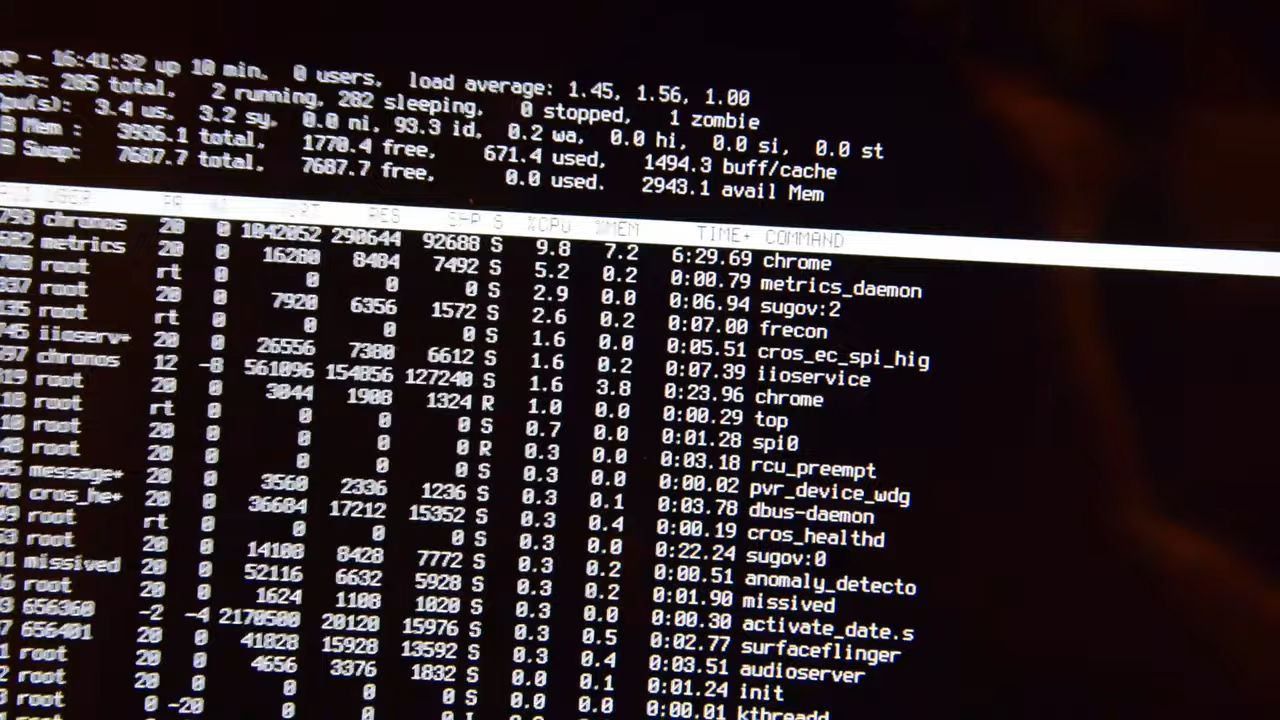 op - 16:41:32 up 10 min, 0 users, load average: 1.45, 1.56, 1.00
asks: 285 total, 2 running, 282 sleeping, 0 stopped, 1 zombie
Cpu(s): 3.4 us, 3.2 sy, 0.0 ni, 93.3 id, 0.2 wa, 0.0 hi, 0.0 si, 0.0 st
B Mem : 3936.1 total, 1770.4 free, 671.4 used, 1494.3 buff/cache
B Swap: 7687.7 total, 7687.7 free, 0.0 used. 2943.1 avail Mem
USER PR VIRT RES SHR S %CPU %MEM TIME+ COMMAND
793 chronos 20 0 1042052 290644 92688 S 9.8 7.2 6:29.69 chrome
metrics 20 0 16280 8484 7492 S 5.2 0.2 0:00.79 metrics_daemon
root rt 0 0 0 0 S 2.9 0.0 0:06.94 sugov:2
337 root 20 0 7920 6356 1572 S 2.6 0.2 0:07.00 frecon
135 root rt 0 0 0 0 S 1.6 0.0 0:05.51 cros_ec_spi_hig
745 iioserv+ 20 0 26556 7380 6612 S 1.6 0.2 0:07.39 iioservice
chronos 12 -8 561096 154856 127240 S 1.6 3.8 0:23.96 chrome
819 root 20 0 3044 1908 1324 R 1.0 0.0 0:00.29 top
18 root rt 0 0 0 0 S 0.7 0.0 0:01.28 spi0
10 root 20 0 0 0 0 R 0.3 0.0 0:03.18 rcu_preempt
48 root 20 0 0 0 0 S 0.3 0.0 0:00.02 pvr_device_wdg
05 message+ 20 0 3560 2336 1236 S 0.3 0.1 0:03.78 dbus-daemon
78 cros_he+ 20 0 36684 17212 15352 S 0.3 0.4 0:00.19 cros_healthd
09 root rt 0 0 0 0 S 0.3 0.0 0:22.24 sugov:0
3 root 20 0 14108 8428 7772 S 0.3 0.2 0:00.51 anomaly_detecto
1 missived 20 0 52116 6632 5928 S 0.3 0.2 0:01.90 missived
6 root 20 0 1624 1108 1020 S 0.3 0.0 0:00.30 activate_date.s
3 656360 -2 -4 2170500 20120 15976 S 0.3 0.5 0:02.77 surfaceflinger
7 656401 20 0 41828 15928 13592 S 0.3 0.4 0:03.51 audioserver
1 root 20 0 4656 3376 1832 S 0.0 0.1 0:01.24 init
2 root 20 0 0 0 0 S 0.0 0.0 0:00.01 kthreadd
3 root 0 -20 0 0